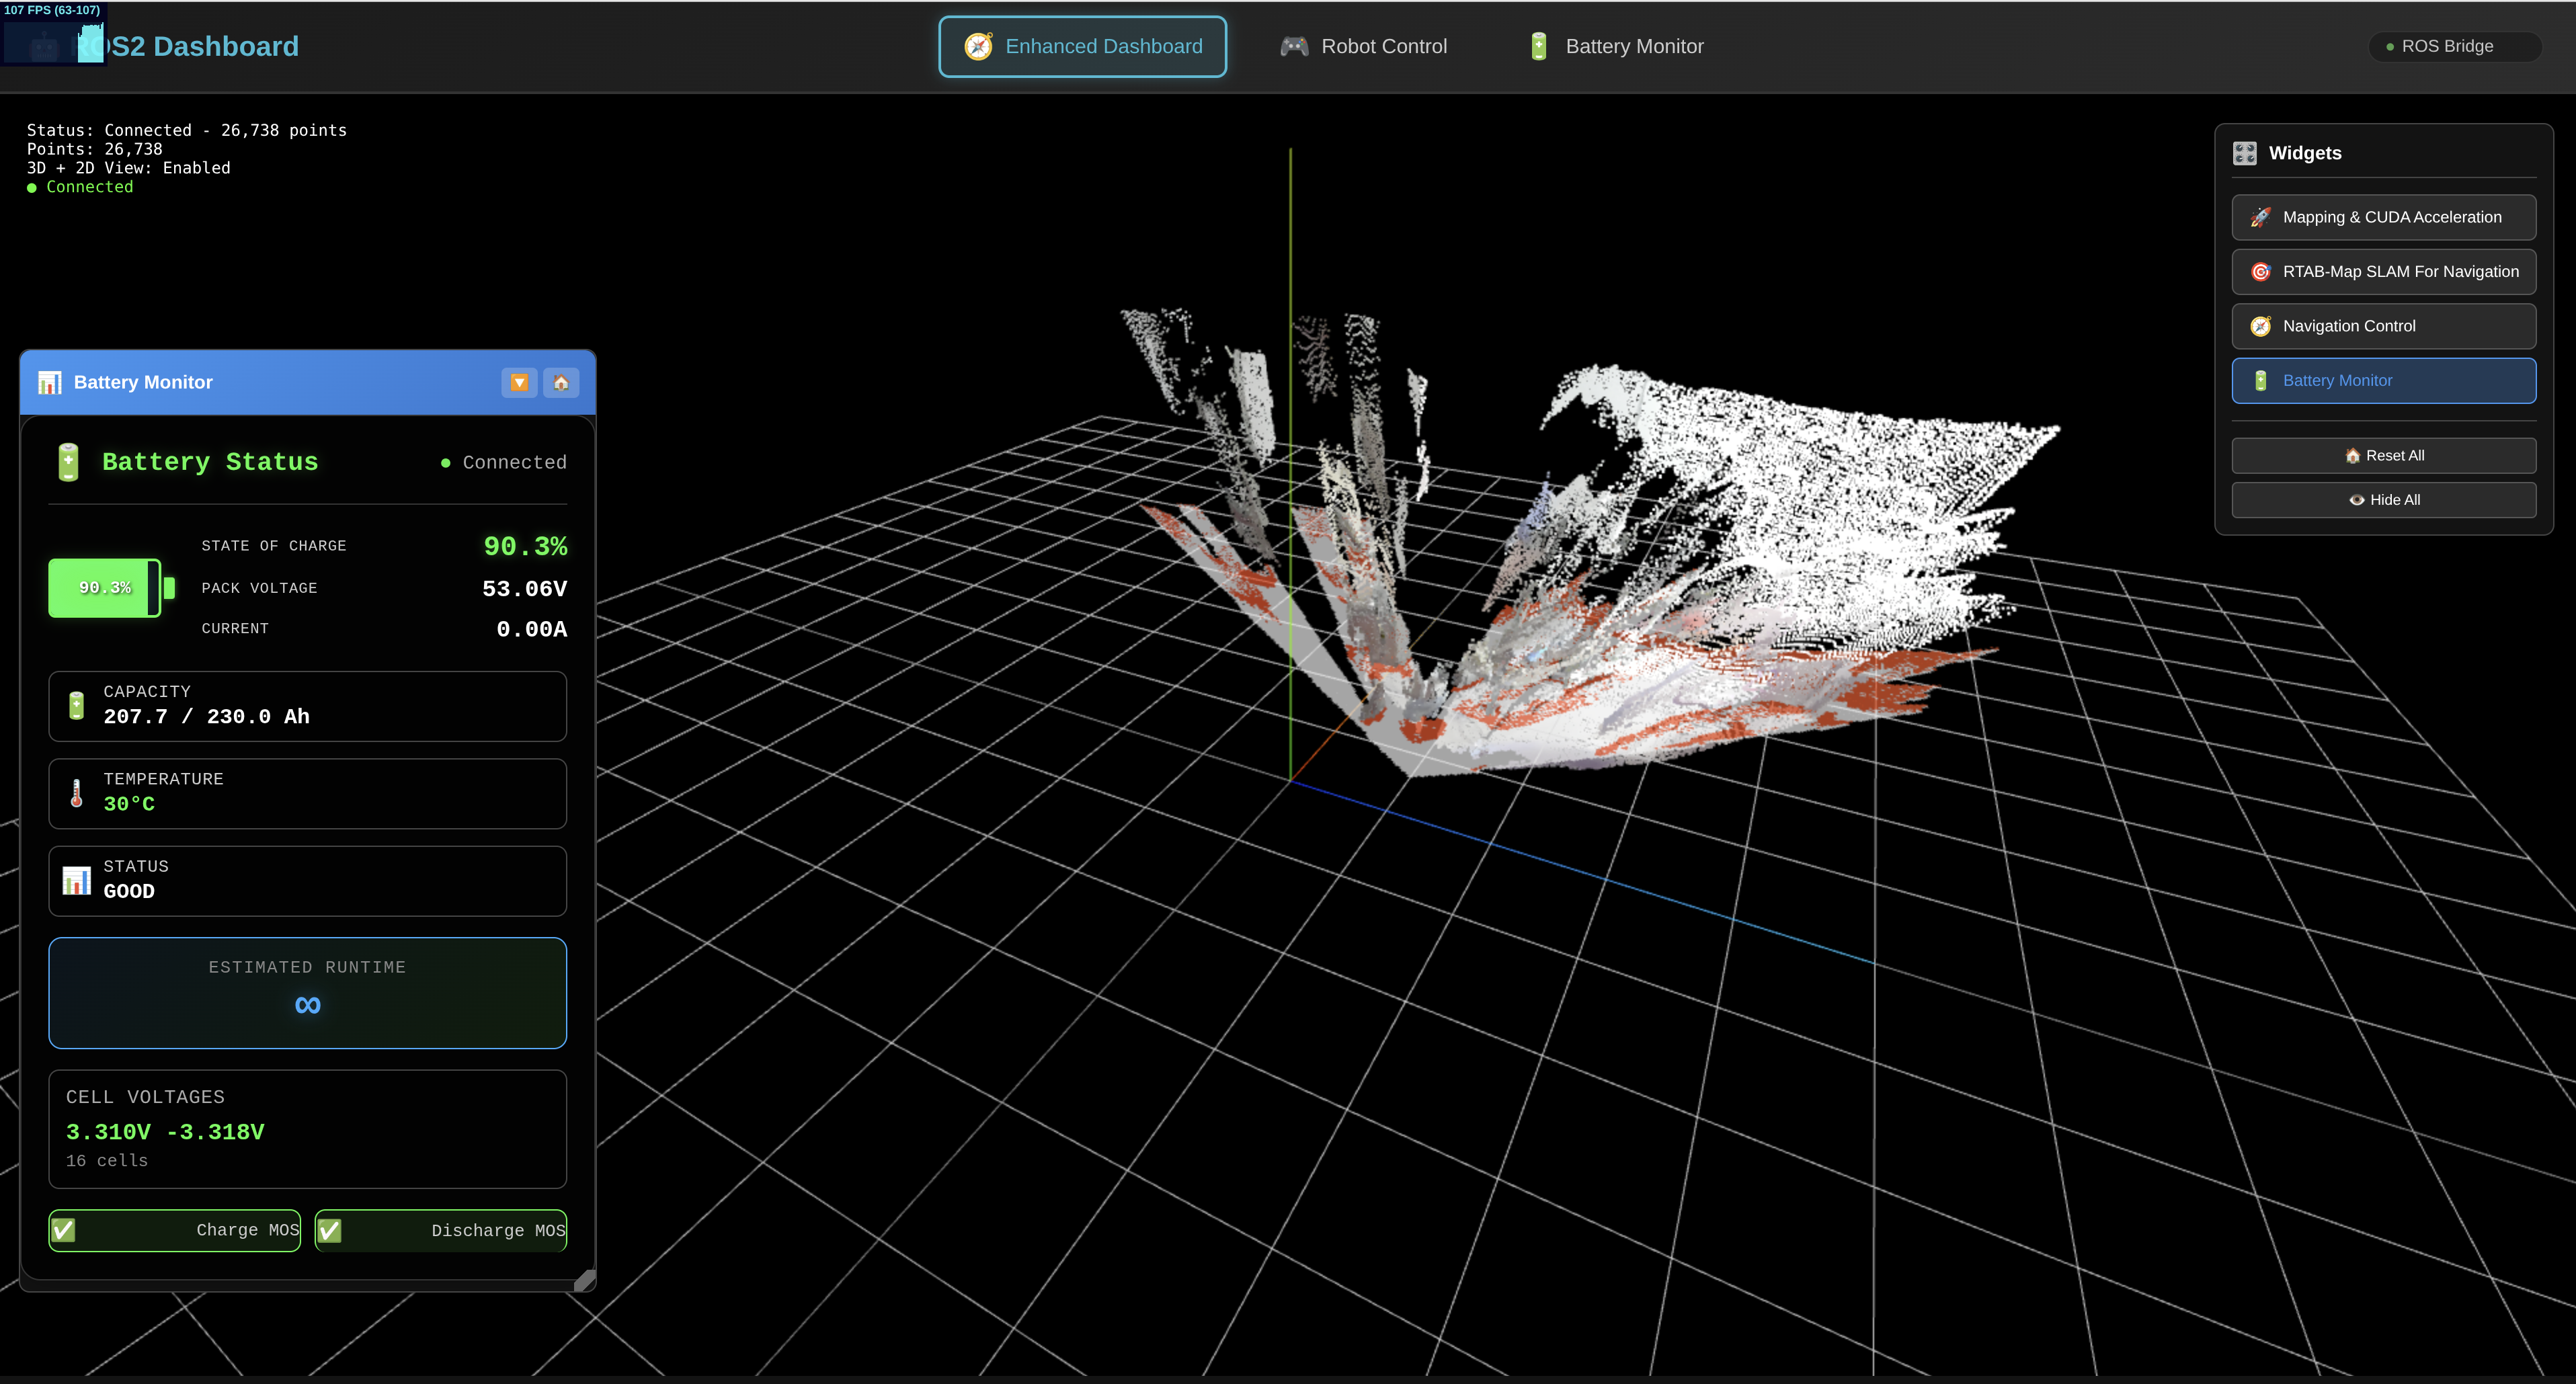 107 FPS (63-107)
OS2 Dashboard
Enhanced Dashboard
Robot Control
Battery Monitor
ROS Bridge
Status: Connected - 26,738 points
Points: 26,738
3D + 2D View: Enabled
Connected
Battery Monitor
Battery Status
Connected
90.3%
STATE OF CHARGE 90.3%
PACK VOLTAGE 53.06V
CURRENT 0.00A
CAPACITY
207.7 / 230.0 Ah
TEMPERATURE
30°C
STATUS
GOOD
ESTIMATED RUNTIME
∞
CELL VOLTAGES
3.310V -3.318V
16 cells
Charge MOS
Discharge MOS
Widgets
Mapping & CUDA Acceleration
RTAB-Map SLAM For Navigation
Navigation Control
Battery Monitor
Reset All
Hide All